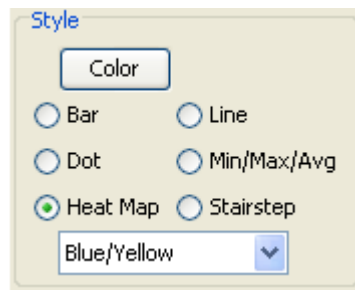 Style
Color
Bar Line
Dot Min/Max/Avg
Heat Map Stairstep
Blue/Yellow